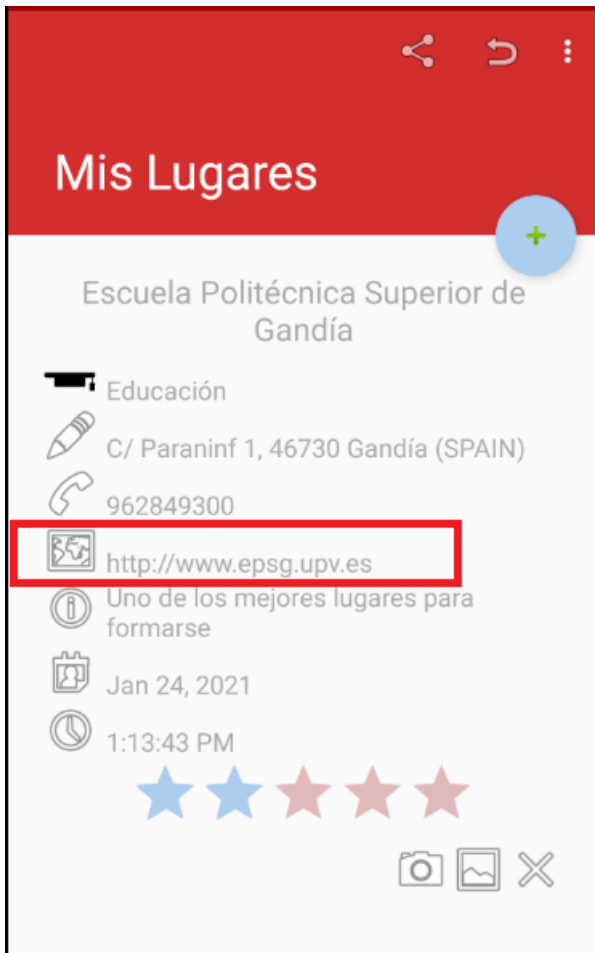 Mis Lugares
Escuela Politécnica Superior de
Gandía
Educación
C/ Paraninf 1, 46730 Gandía (SPAIN)
962849300
http://www.epsg.upv.es
Uno de los mejores lugares para
formarse
Jan 24, 2021
1:13:43 PM